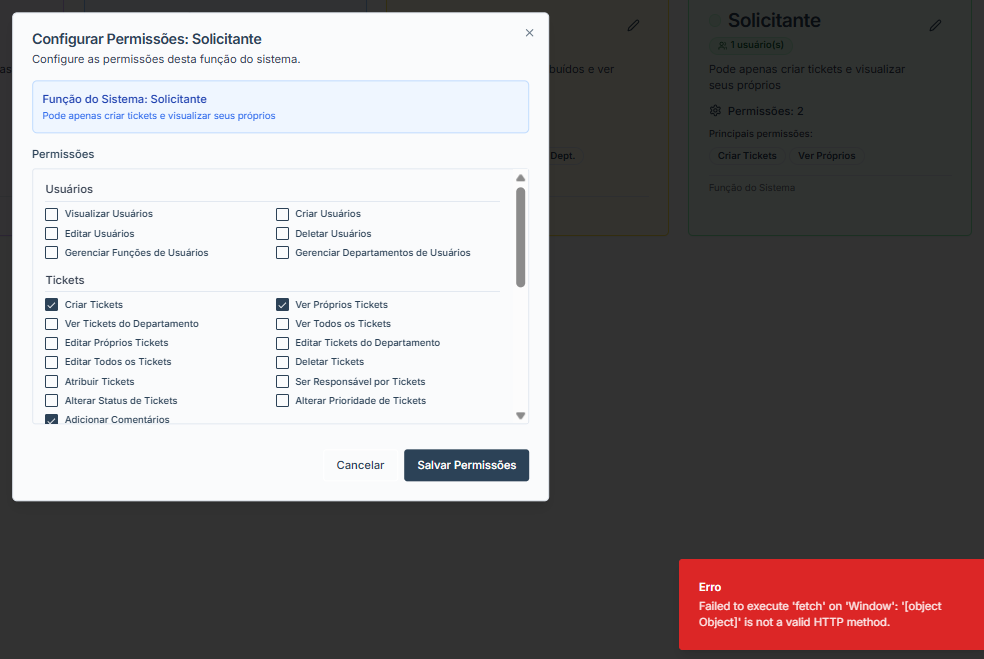 Configurar Permissões: Solicitante
Configure as permissões desta função do sistema.
Função do Sistema: Solicitante
Pode apenas criar tickets e visualizar seus próprios
Permissões
Usuários
Visualizar Usuários
Criar Usuários
Editar Usuários
Deletar Usuários
Gerenciar Funções de Usuários
Gerenciar Departamentos de Usuários
Tickets
Criar Tickets
Ver Próprios Tickets
Ver Tickets do Departamento
Ver Todos os Tickets
Editar Próprios Tickets
Editar Tickets do Departamento
Editar Todos os Tickets
Deletar Tickets
Atribuir Tickets
Ser Responsável por Tickets
Alterar Status de Tickets
Alterar Prioridade de Tickets
Adicionar Comentários
Cancelar
Salvar Permissões
as
buídos e ver
Dept.
Solicitante
1 usuário(s)
Pode apenas criar tickets e visualizar
seus próprios
Permissões: 2
Principais permissões:
Criar Tickets
Ver Próprios
Função do Sistema
Erro
Failed to execute 'fetch' on 'Window': '[object
Object]' is not a valid HTTP method.